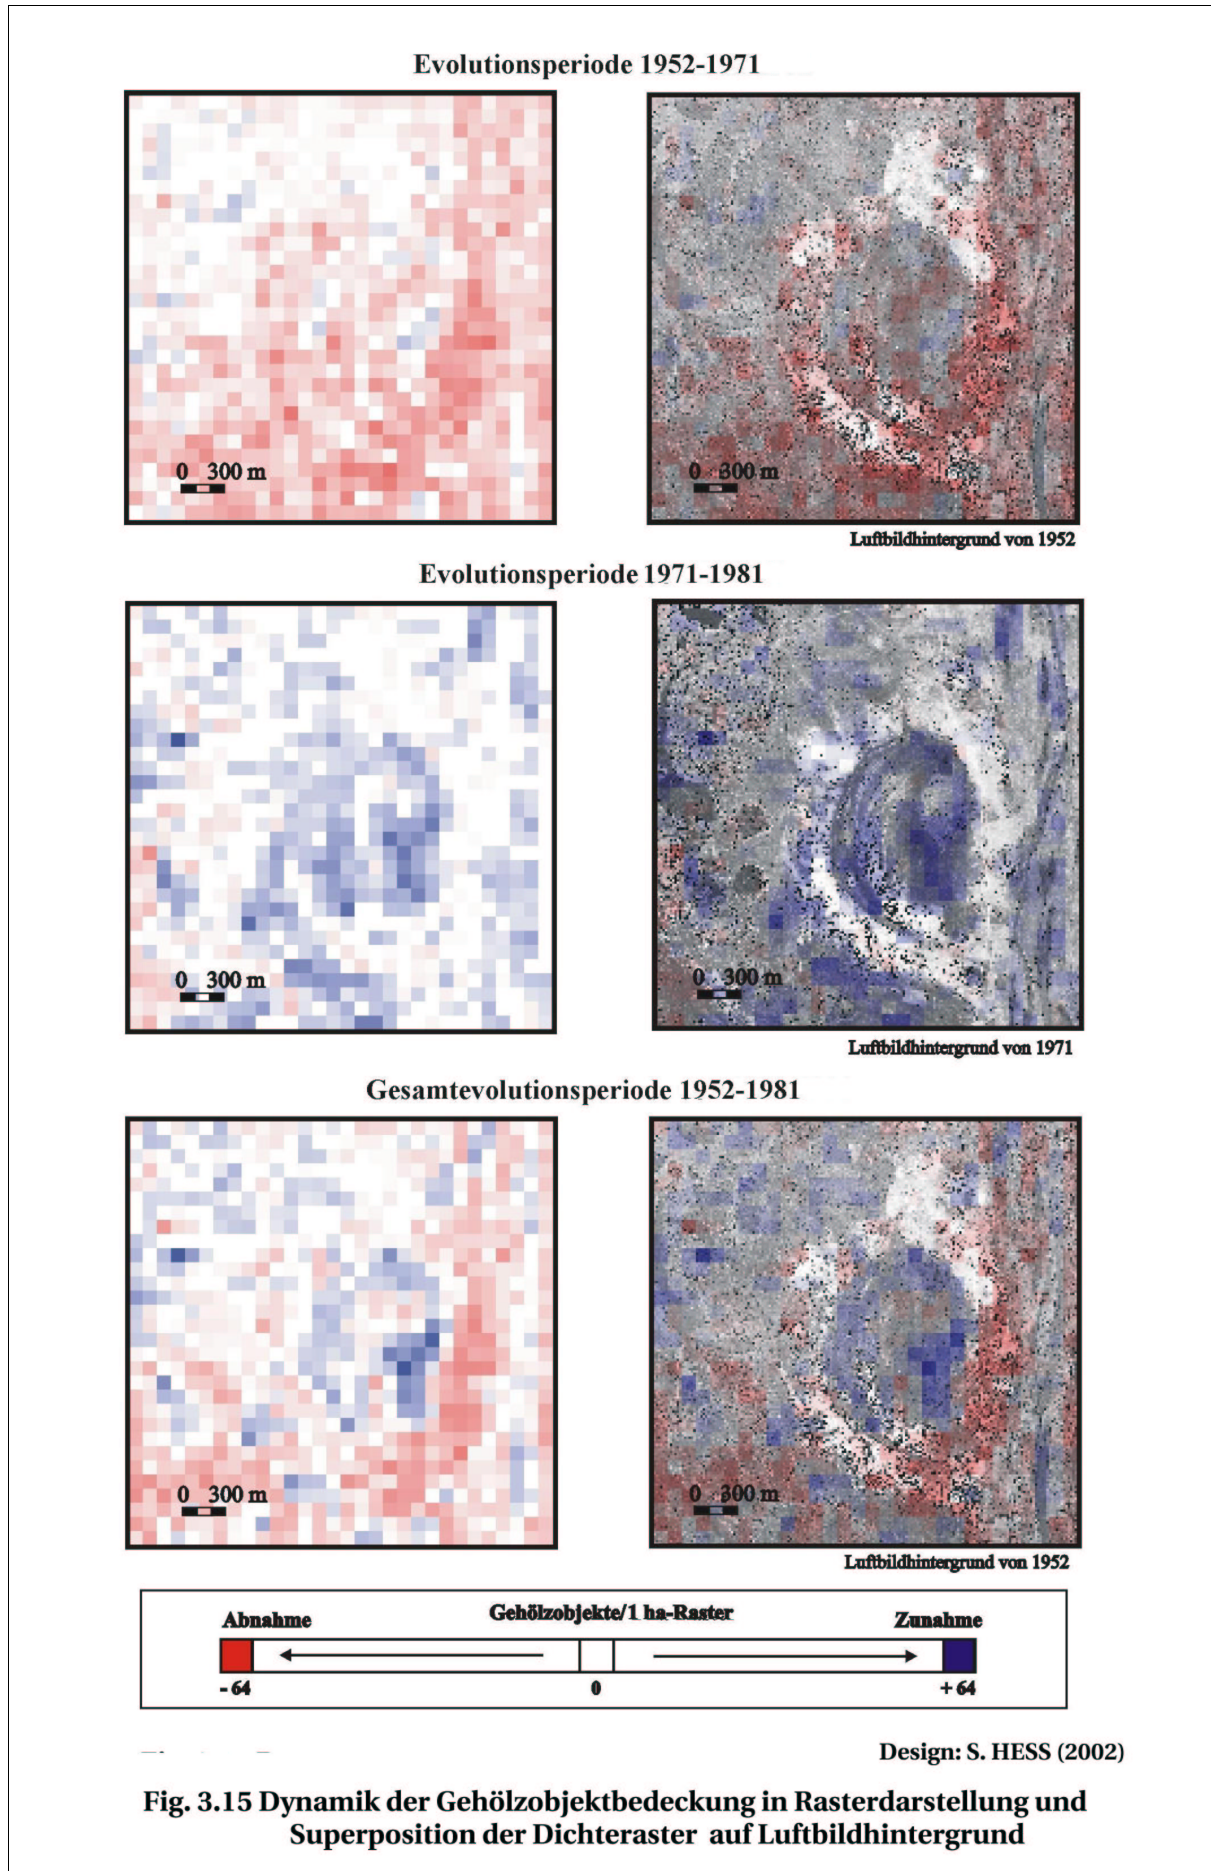 Evolutionsperiode 1952-1971
0 300 m
0 300 m
Luftbildhintergrund von 1952
Evolutionsperiode 1971-1981
0 300 m
0 300 m
Luftbildhintergrund von 1971
Gesamtevolutionsperiode 1952-1981
0 300 m
0 300 m
Luftbildhintergrund von 1952
Abnahme Gehölzobjekte/1 ha-Raster Zunahme
- 64 0 + 64
Design: S. HESS (2002)
Fig. 3.15 Dynamik der Gehölzobjektbedeckung in Rasterdarstellung und
Superposition der Dichteraster auf Luftbildhintergrund